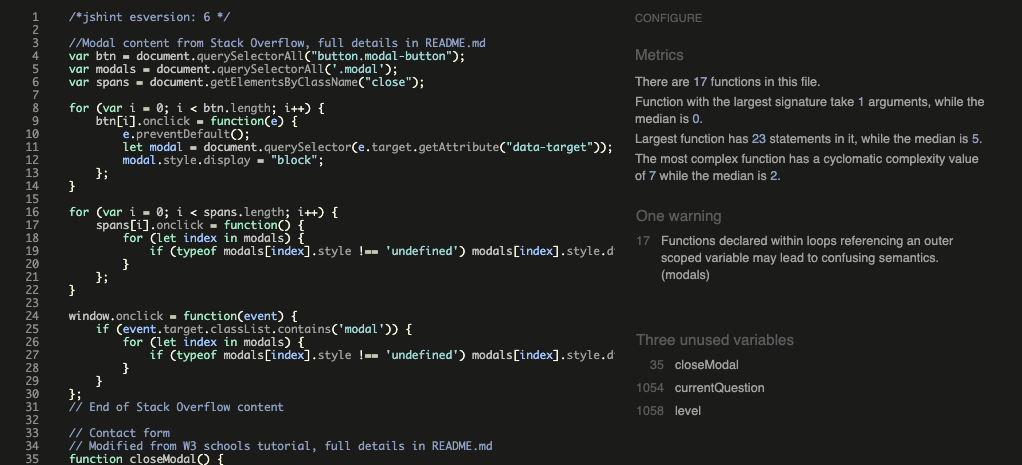 1 /*jshint esversion: 6 */
2
3 //Modal content from Stack Overflow, full details in README.md
4 var btn = document.querySelectorAll("button.modal-button");
5 var modals = document.querySelectorAll('.modal');
6 var spans = document.getElementsByClassName("close");
7
8 for (var i = 0; i < btn.length; i++) {
9 btn[i].onclick = function(e) {
10 e.preventDefault();
11 let modal = document.querySelector(e.target.getAttribute("data-target"));
12 modal.style.display = "block";
13 };
14 }
15
16 for (var i = 0; i < spans.length; i++) {
17 spans[i].onclick = function() {
18 for (let index in modals) {
19 if (typeof modals[index].style !== 'undefined') modals[index].style.d
20 }
21 };
22 }
23
24 window.onclick = function(event) {
25 if (event.target.classList.contains('modal')) {
26 for (let index in modals) {
27 if (typeof modals[index].style !== 'undefined') modals[index].style.d
28 }
29 }
30 };
31 // End of Stack Overflow content
32
33 // Contact form
34 // Modified from W3 schools tutorial, full details in README.md
35 function closeModal() {
CONFIGURE
Metrics
There are 17 functions in this file.
Function with the largest signature take 1 arguments, while the
median is 0.
Largest function has 23 statements in it, while the median is 5.
The most complex function has a cyclomatic complexity value
of 7 while the median is 2.
One warning
17 Functions declared within loops referencing an outer
scoped variable may lead to confusing semantics.
(modals)
Three unused variables
35 closeModal
1054 currentQuestion
1058 level